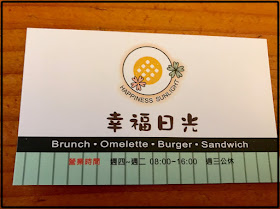 HAPPINESS SUNLIGHT
幸福日光
Brunch • Omelette • Burger • Sandwich
營業時間 週四~週二 08:00-16:00 週三公休